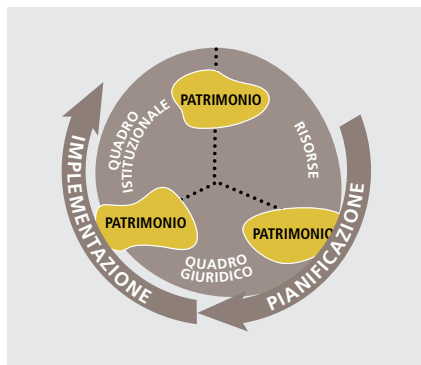 PATRIMONIO
QUADRO
ISTITUZIONALE
RISORSE
PATRIMONIO
PATRIMONIO
QUADRO
GIURIDICO
IMPLEMENTAZIONE
PIANIFICAZIONE